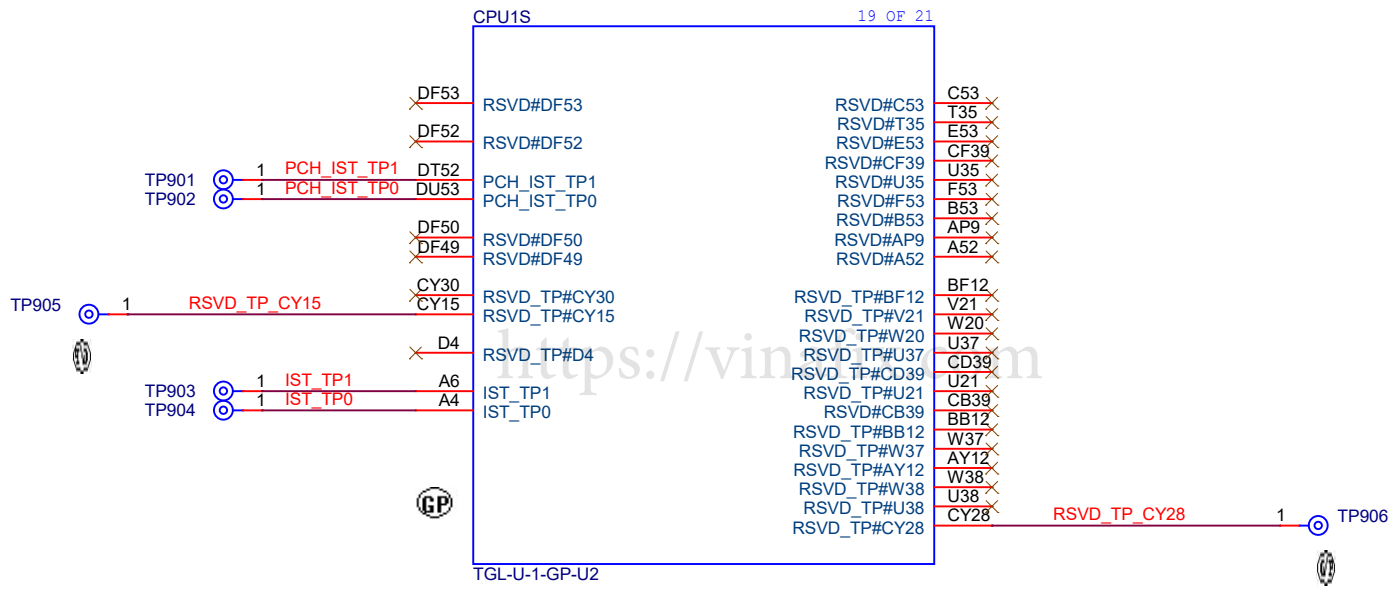 CPU1S 19 OF 21
DF53 RSVD#DF53 RSVD#C53 C53
RSVD#T35 T35
DF52 RSVD#DF52 RSVD#E53 E53
RSVD#CF39 CF39
TP901 1 PCH_IST_TP1 DT52 PCH_IST_TP1 RSVD#U35 U35
TP902 1 PCH_IST_TP0 DU53 PCH_IST_TP0 RSVD#F53 F53
RSVD#B53 B53
DF50 RSVD#DF50 RSVD#AP9 AP9
DF49 RSVD#DF49 RSVD#A52 A52
CY30 RSVD_TP#CY30 RSVD_TP#BF12 BF12
TP905 1 RSVD_TP_CY15 CY15 RSVD_TP#CY15 RSVD_TP#V21 V21
RSVD_TP#W20 W20
D4 RSVD_TP#D4 RSVD_TP#U37 U37
https://vinafix.com
RSVD_TP#CD39 CD39
TP903 1 IST_TP1 A6 IST_TP1 RSVD_TP#U21 U21
TP904 1 IST_TP0 A4 IST_TP0 RSVD#CB39 CB39
RSVD_TP#BB12 BB12
RSVD_TP#W37 W37
RSVD_TP#AY12 AY12
RSVD_TP#W38 W38
GP RSVD_TP#U38 U38
RSVD_TP#CY28 CY28 RSVD_TP_CY28 1 TP906
TGL-U-1-GP-U2